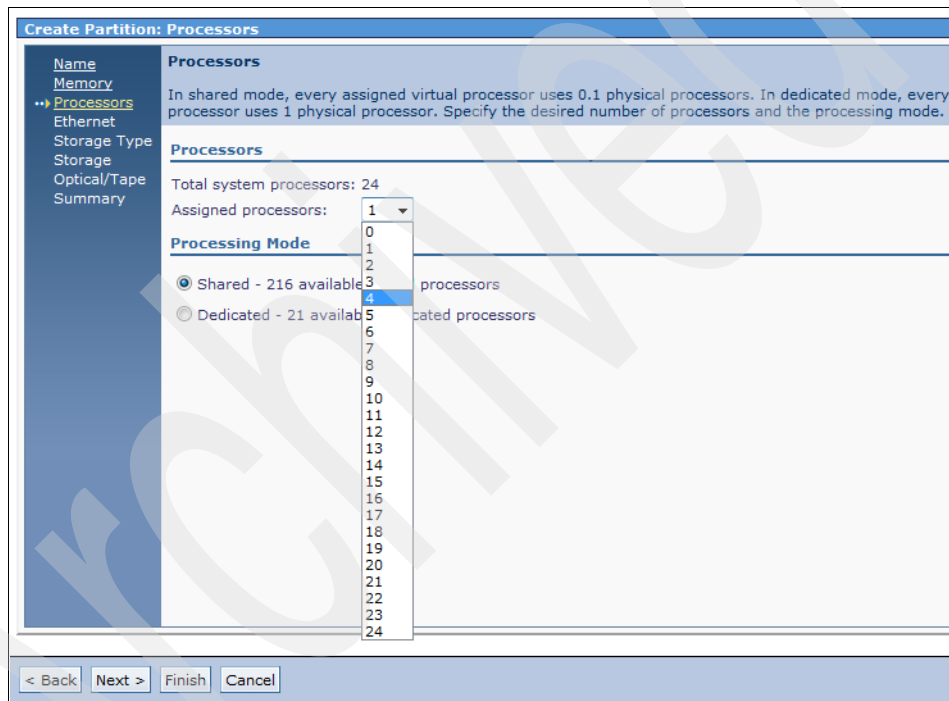 Create Partition: Processors
Name
Memory
Processors
Ethernet
Storage Type
Storage
Optical/Tape
Summary
Processors
In shared mode, every assigned virtual processor uses 0.1 physical processors. In dedicated mode, every
processor uses 1 physical processor. Specify the desired number of processors and the processing mode.
Processors
Total system processors: 24
Assigned processors: 1
Processing Mode
Shared - 216 available processors
Dedicated - 21 processors
0
1
2
3
4
5
6
7
8
9
10
11
12
13
14
15
16
17
18
19
20
21
22
23
24
< Back Next > Finish Cancel